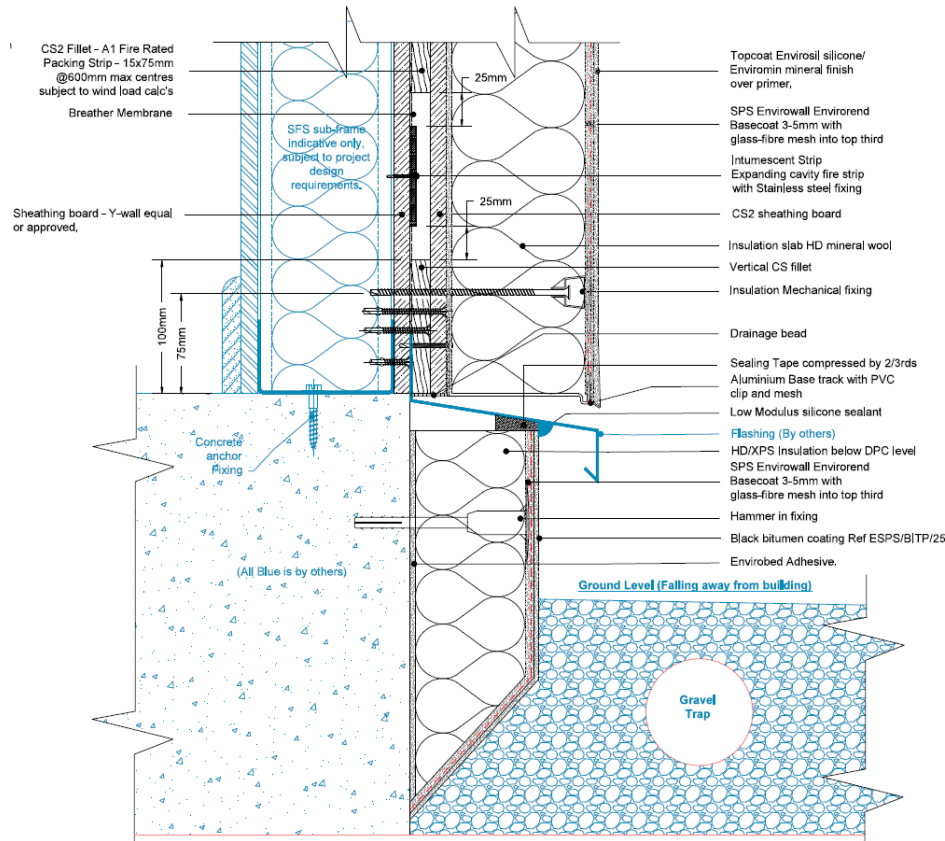 CS2 Fillet - A1 Fire Rated
Packing Strip - 15x75mm
@600mm max centres
subject to wind load calc's
Breather Membrane
SFS sub-frame
indicative only,
subject to project
design
requirements.
Sheathing board - Y-wall equal
or approved,
100mm
75mm
25mm
25mm
Topcoat Envirosil silicone/
Enviromin mineral finish
over primer,
SPS Envirowall Envirorend
Basecoat 3-5mm with
glass-fibre mesh into top third
Intumescent Strip
Expanding cavity fire strip
with Stainless steel fixing
CS2 sheathing board
Insulation slab HD mineral wool
Vertical CS fillet
Insulation Mechanical fixing
Drainage bead
Sealing Tape compressed by 2/3rds
Aluminium Base track with PVC
clip and mesh
Low Modulus silicone sealant
Flashing (By others)
HD/XPS Insulation below DPC level
SPS Envirowall Envirorend
Basecoat 3-5mm with
glass-fibre mesh into top third
Hammer in fixing
Black bitumen coating Ref ESPS/BITP/25
Envirobed Adhesive.
Concrete
anchor
Fixing
(All Blue is by others)
Ground Level (Falling away from building)
Gravel
Trap